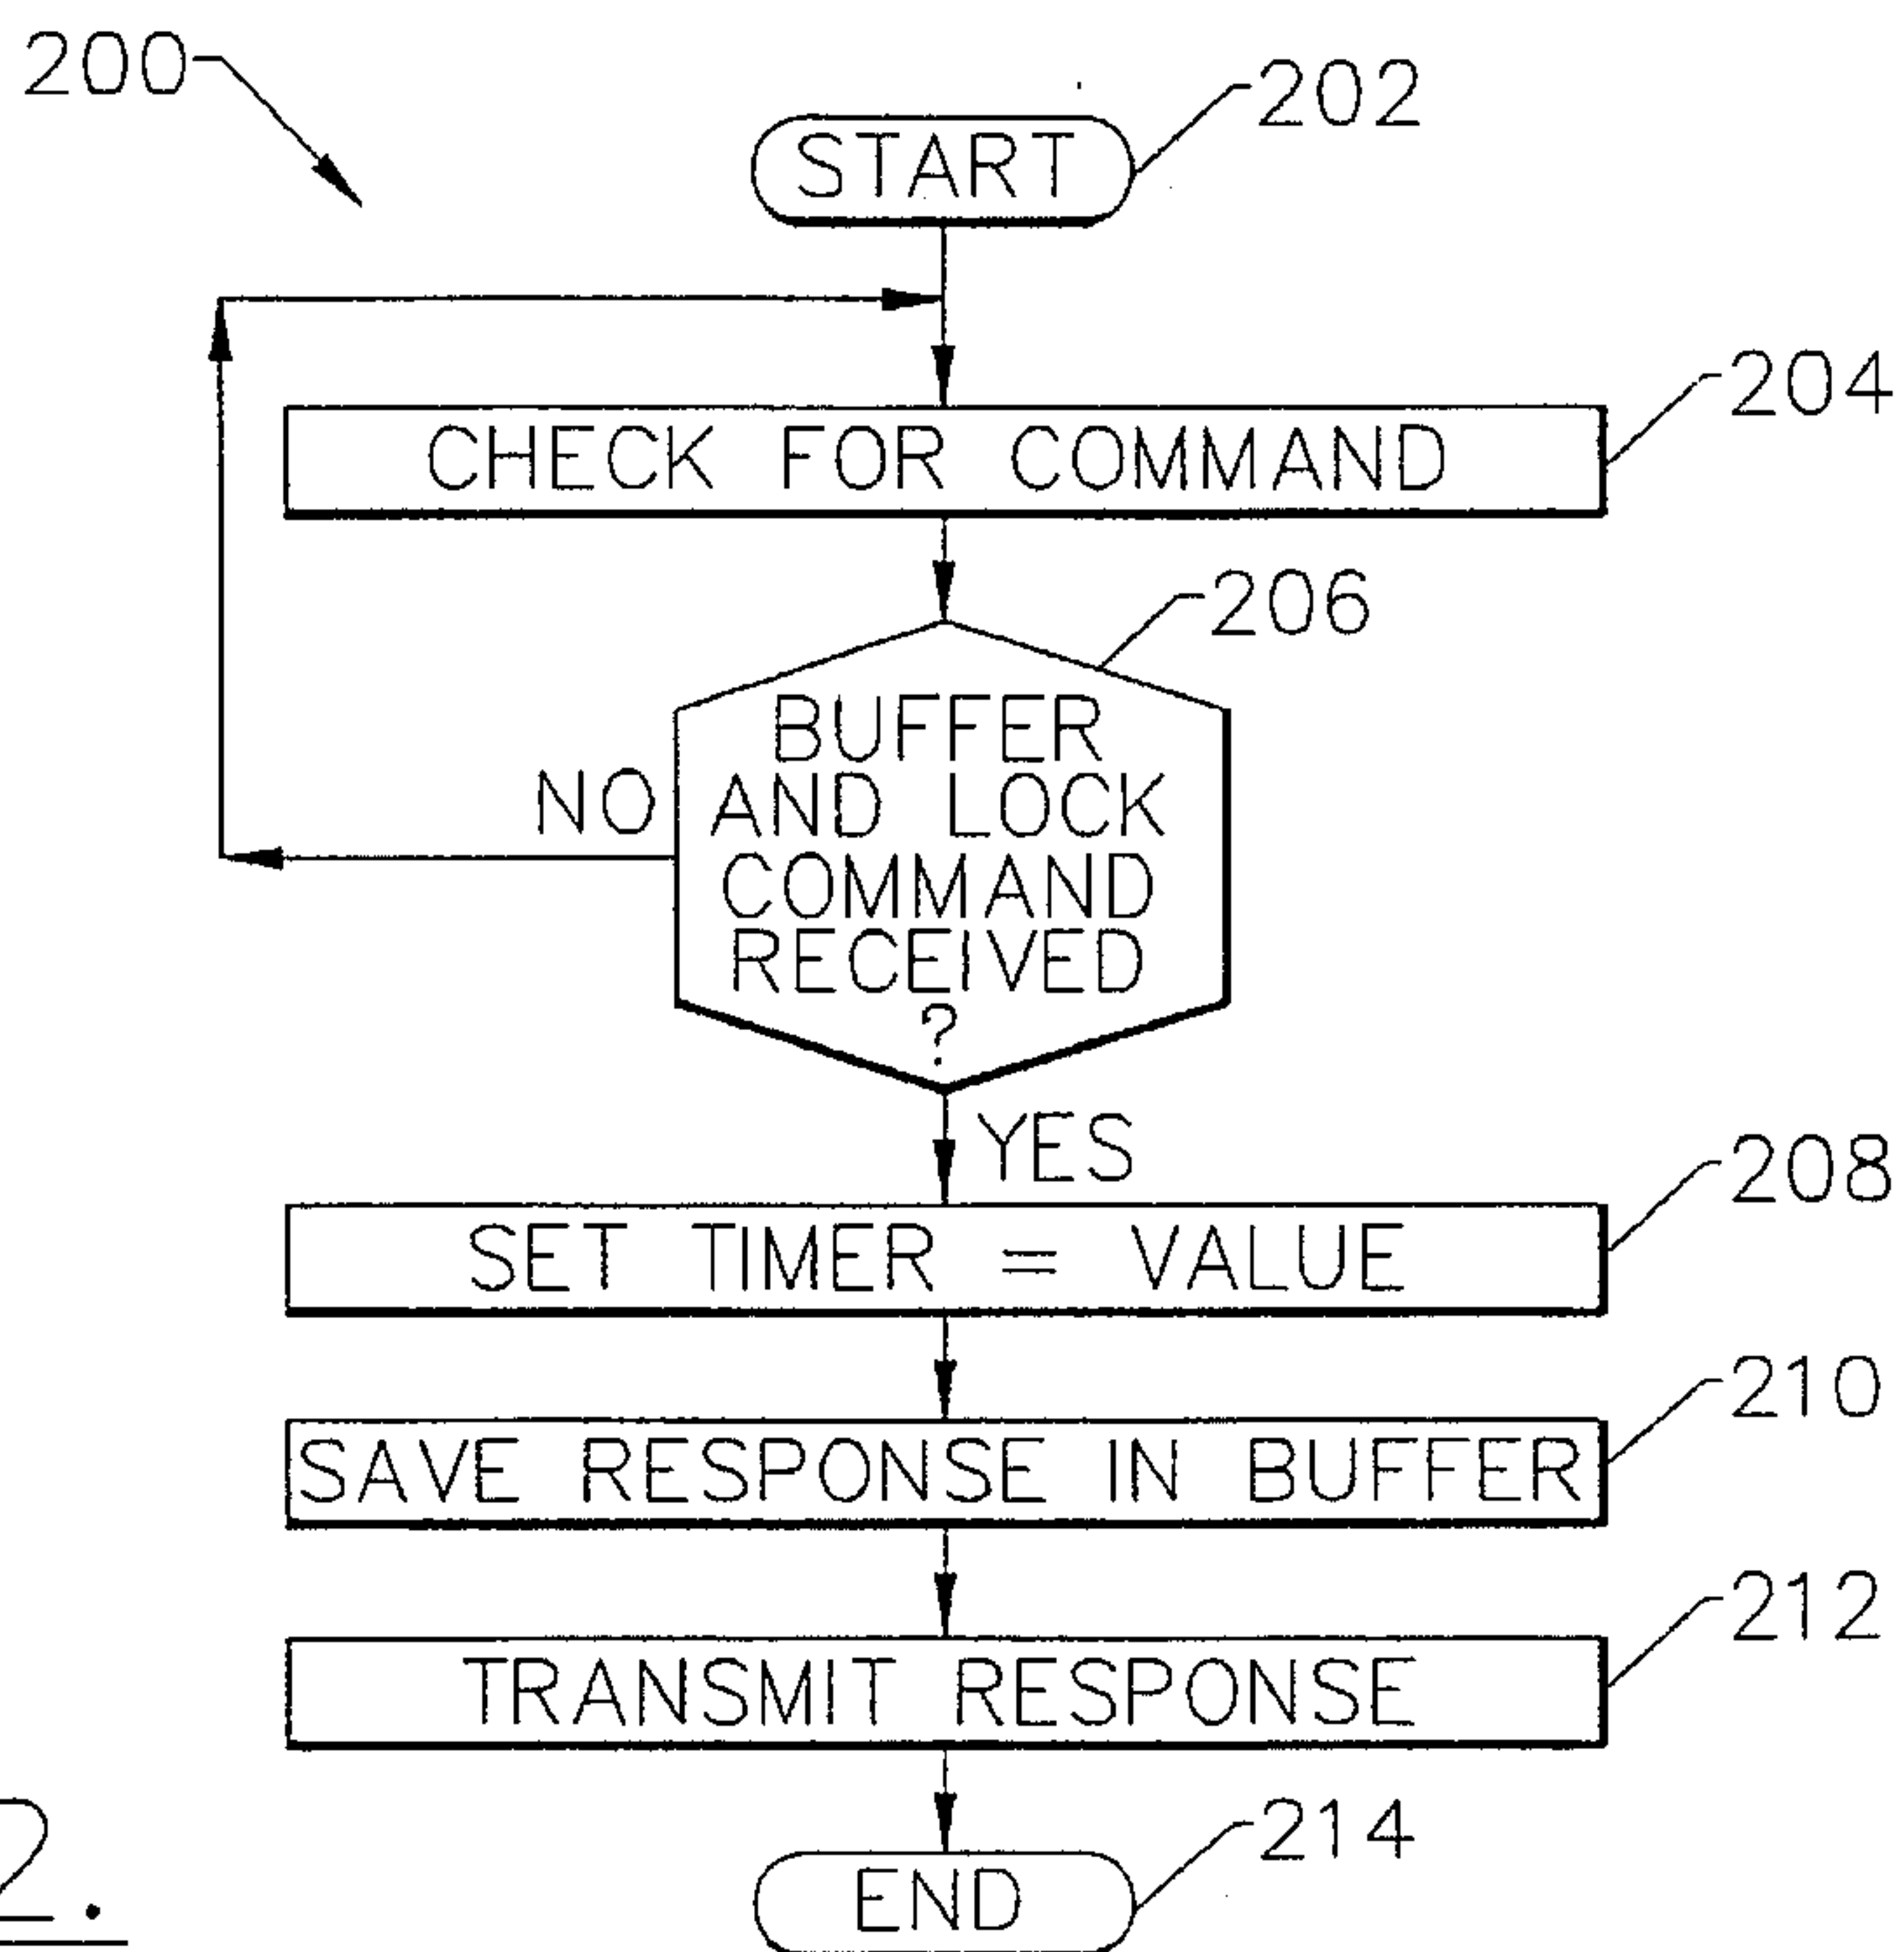 200
202
START
204
CHECK FOR COMMAND
206
BUFFER
AND LOCK
COMMAND
RECEIVED
?
NO
YES
208
SET TIMER = VALUE
210
SAVE RESPONSE IN BUFFER
212
TRANSMIT RESPONSE
214
END
2.